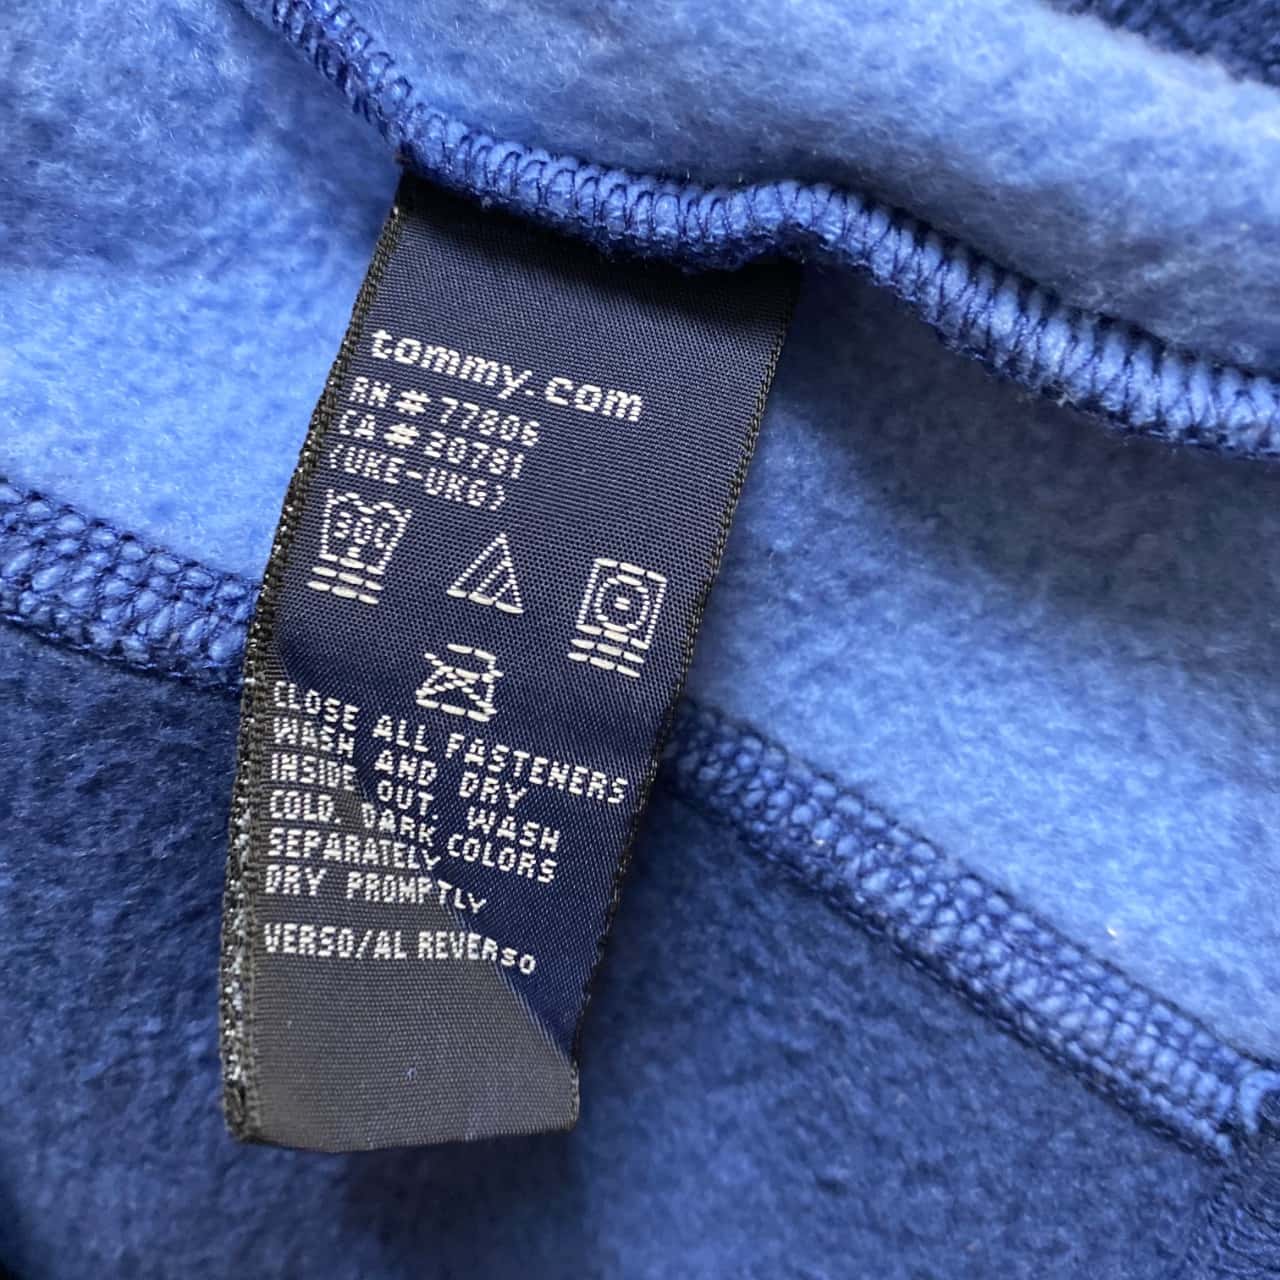 tommy.com
RN # 77806
CA # 20781
(UKE-UKG)
30C
CLOSE ALL FASTENERS
WASH AND DRY
INSIDE OUT. WASH
COLD. DARK COLORS
SEPARATELY
DRY PROMPTLY
VERSO/AL REVERSO